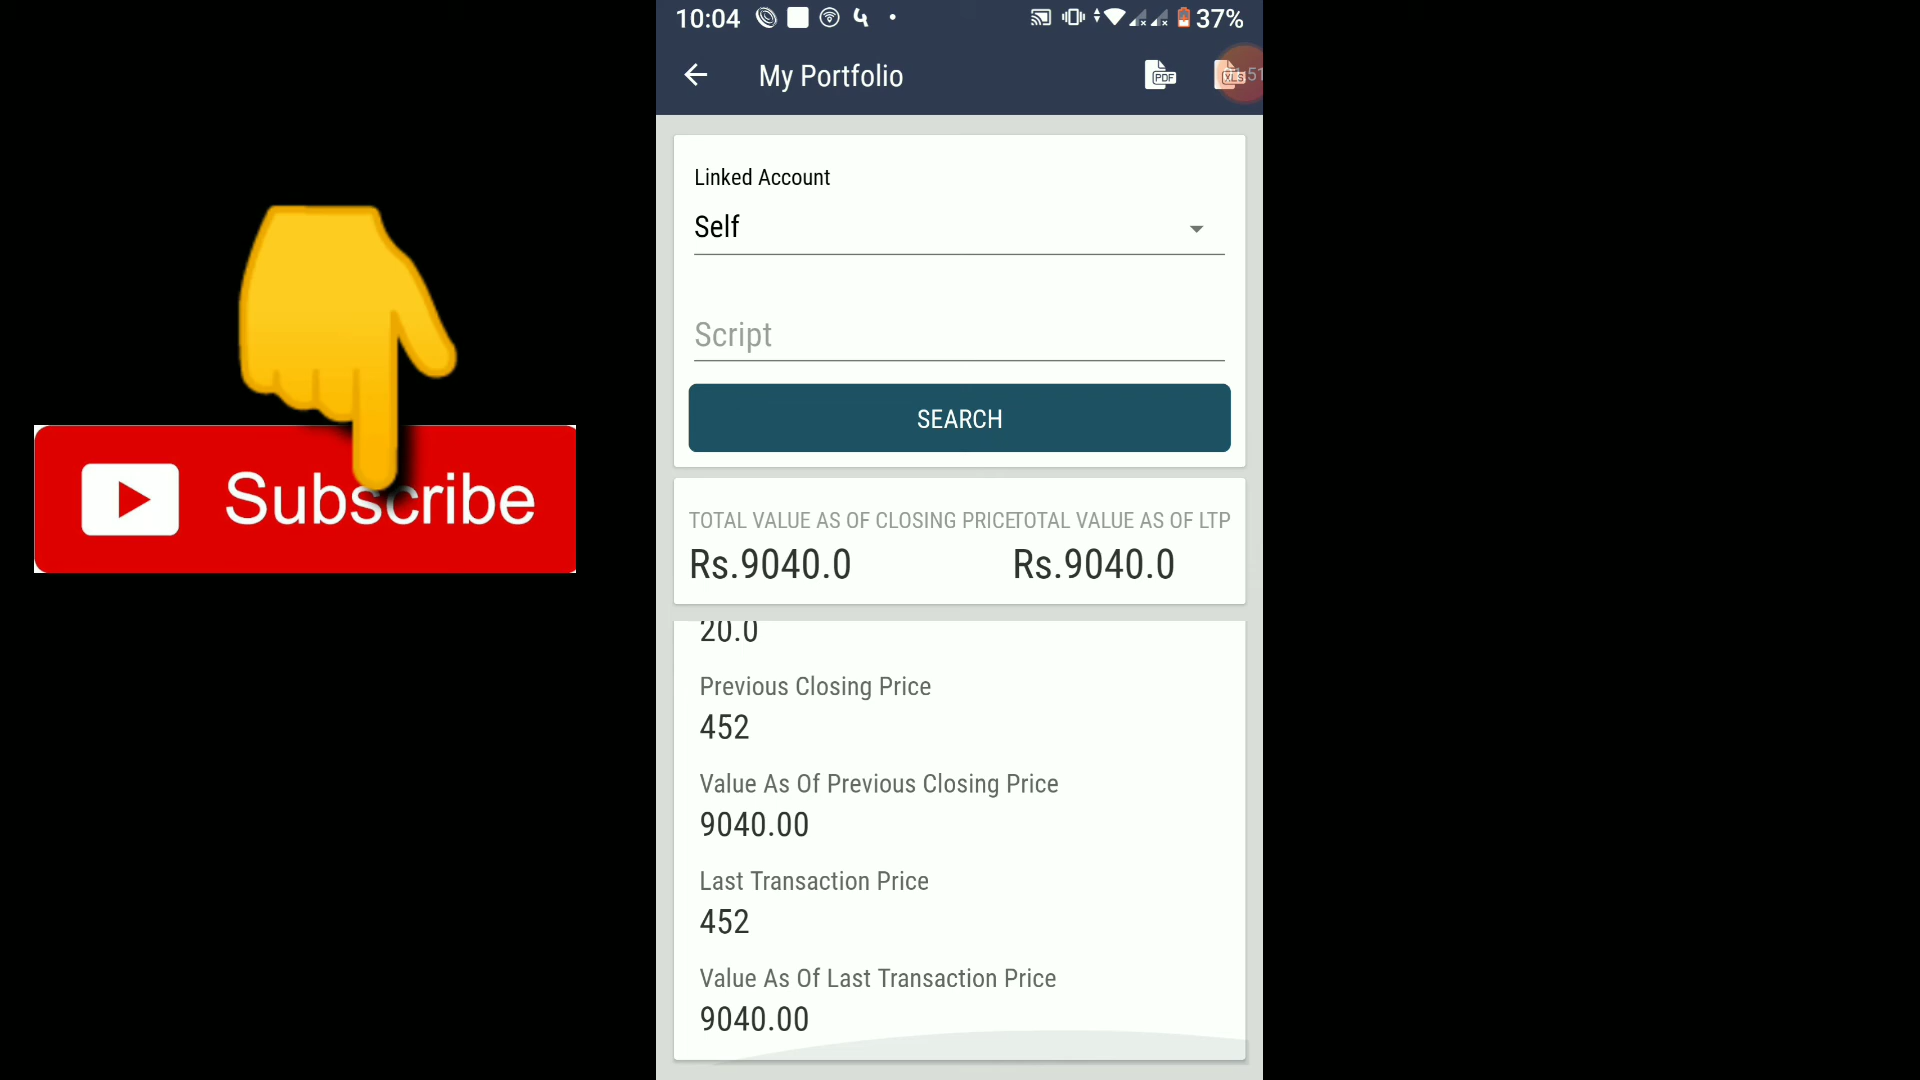 10:04
37%
My Portfolio
PDF
XLS
Linked Account
Self
Script
SEARCH
Subscribe
TOTAL VALUE AS OF CLOSING PRICE
TOTAL VALUE AS OF LTP
Rs.9040.0
Rs.9040.0
20.0
Previous Closing Price
452
Value As Of Previous Closing Price
9040.00
Last Transaction Price
452
Value As Of Last Transaction Price
9040.00